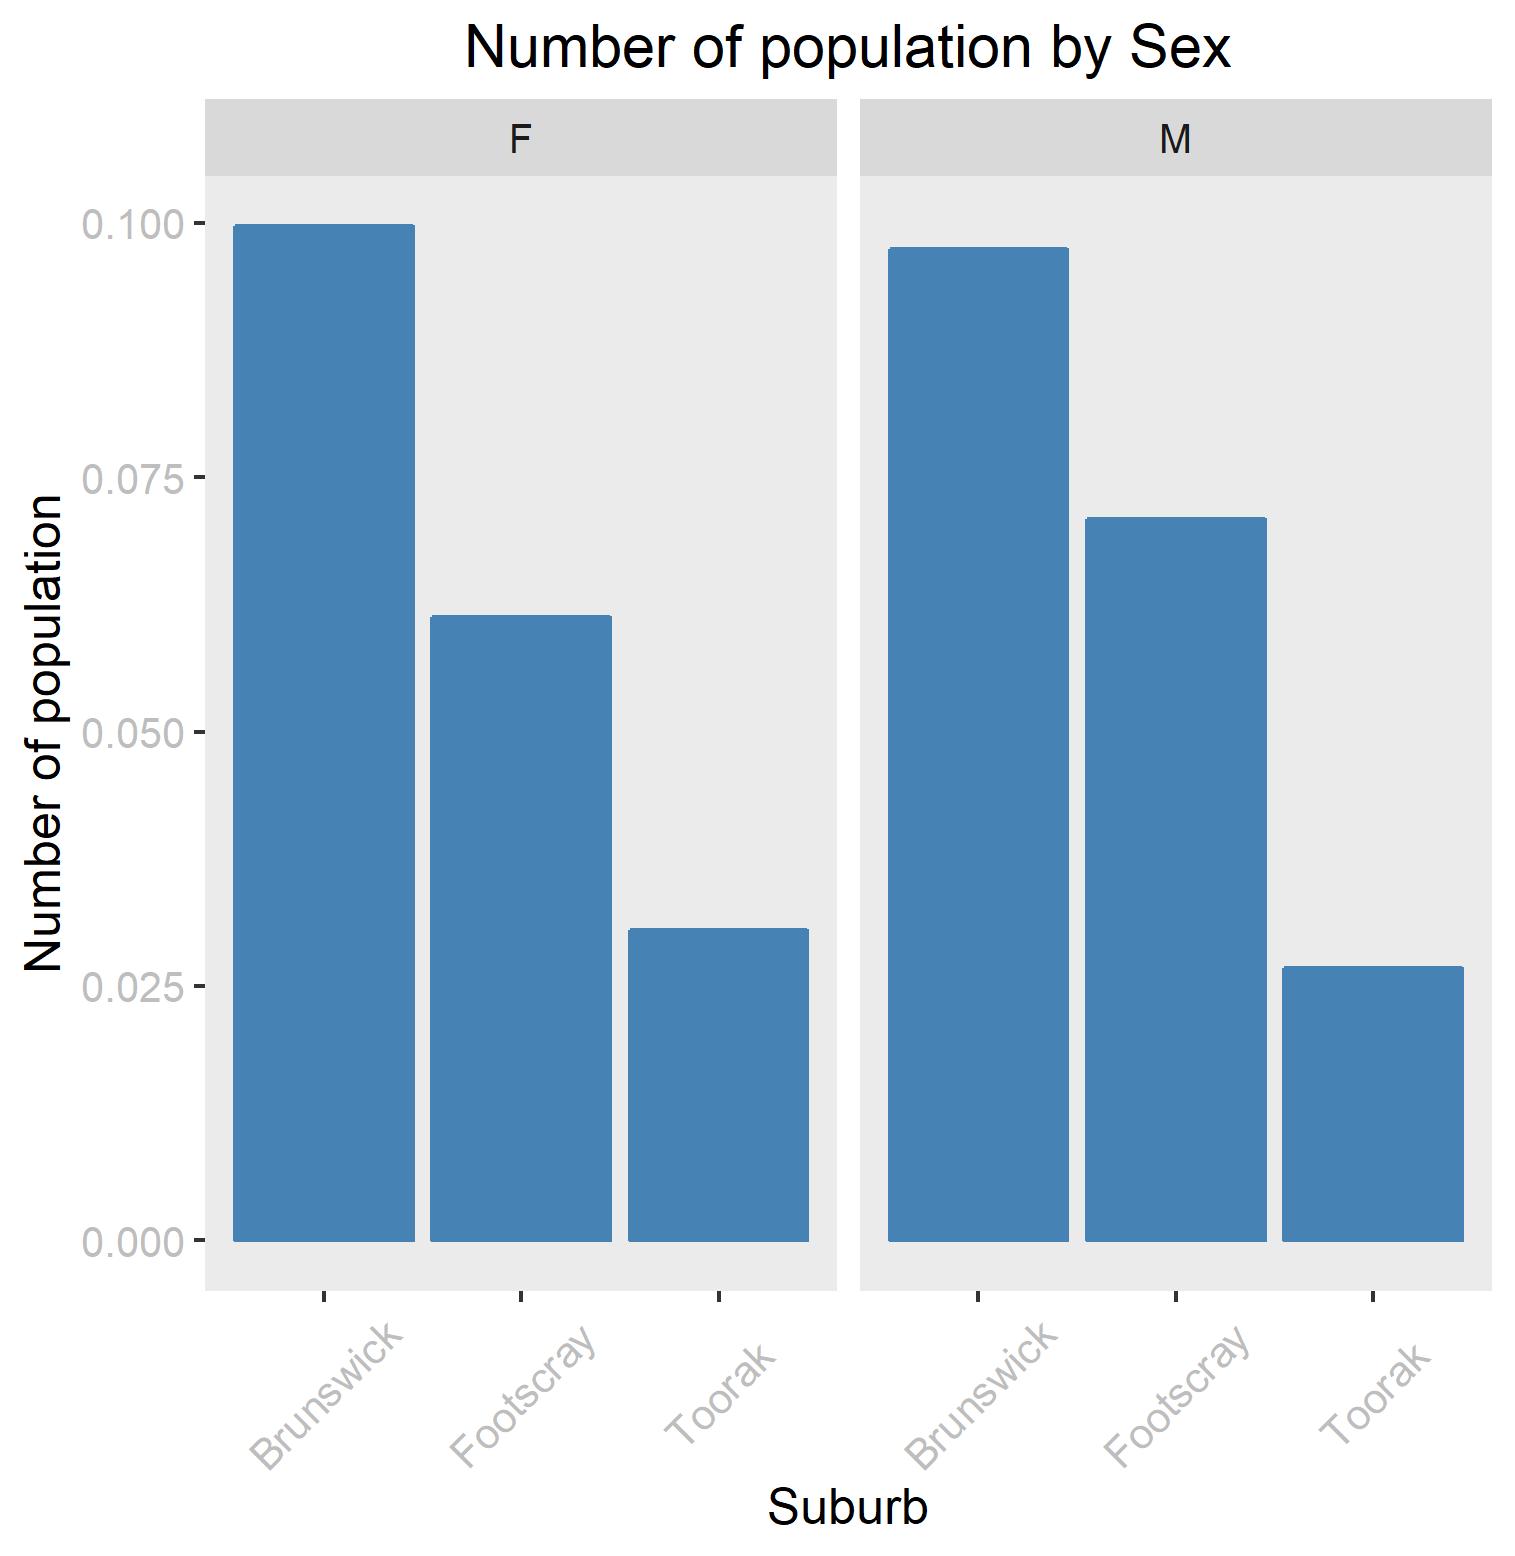 Number of population by Sex
F
M
Number of population
0.100
0.075
0.050
0.025
0.000
Brunswick
Footscray
Toorak
Brunswick
Footscray
Toorak
Suburb